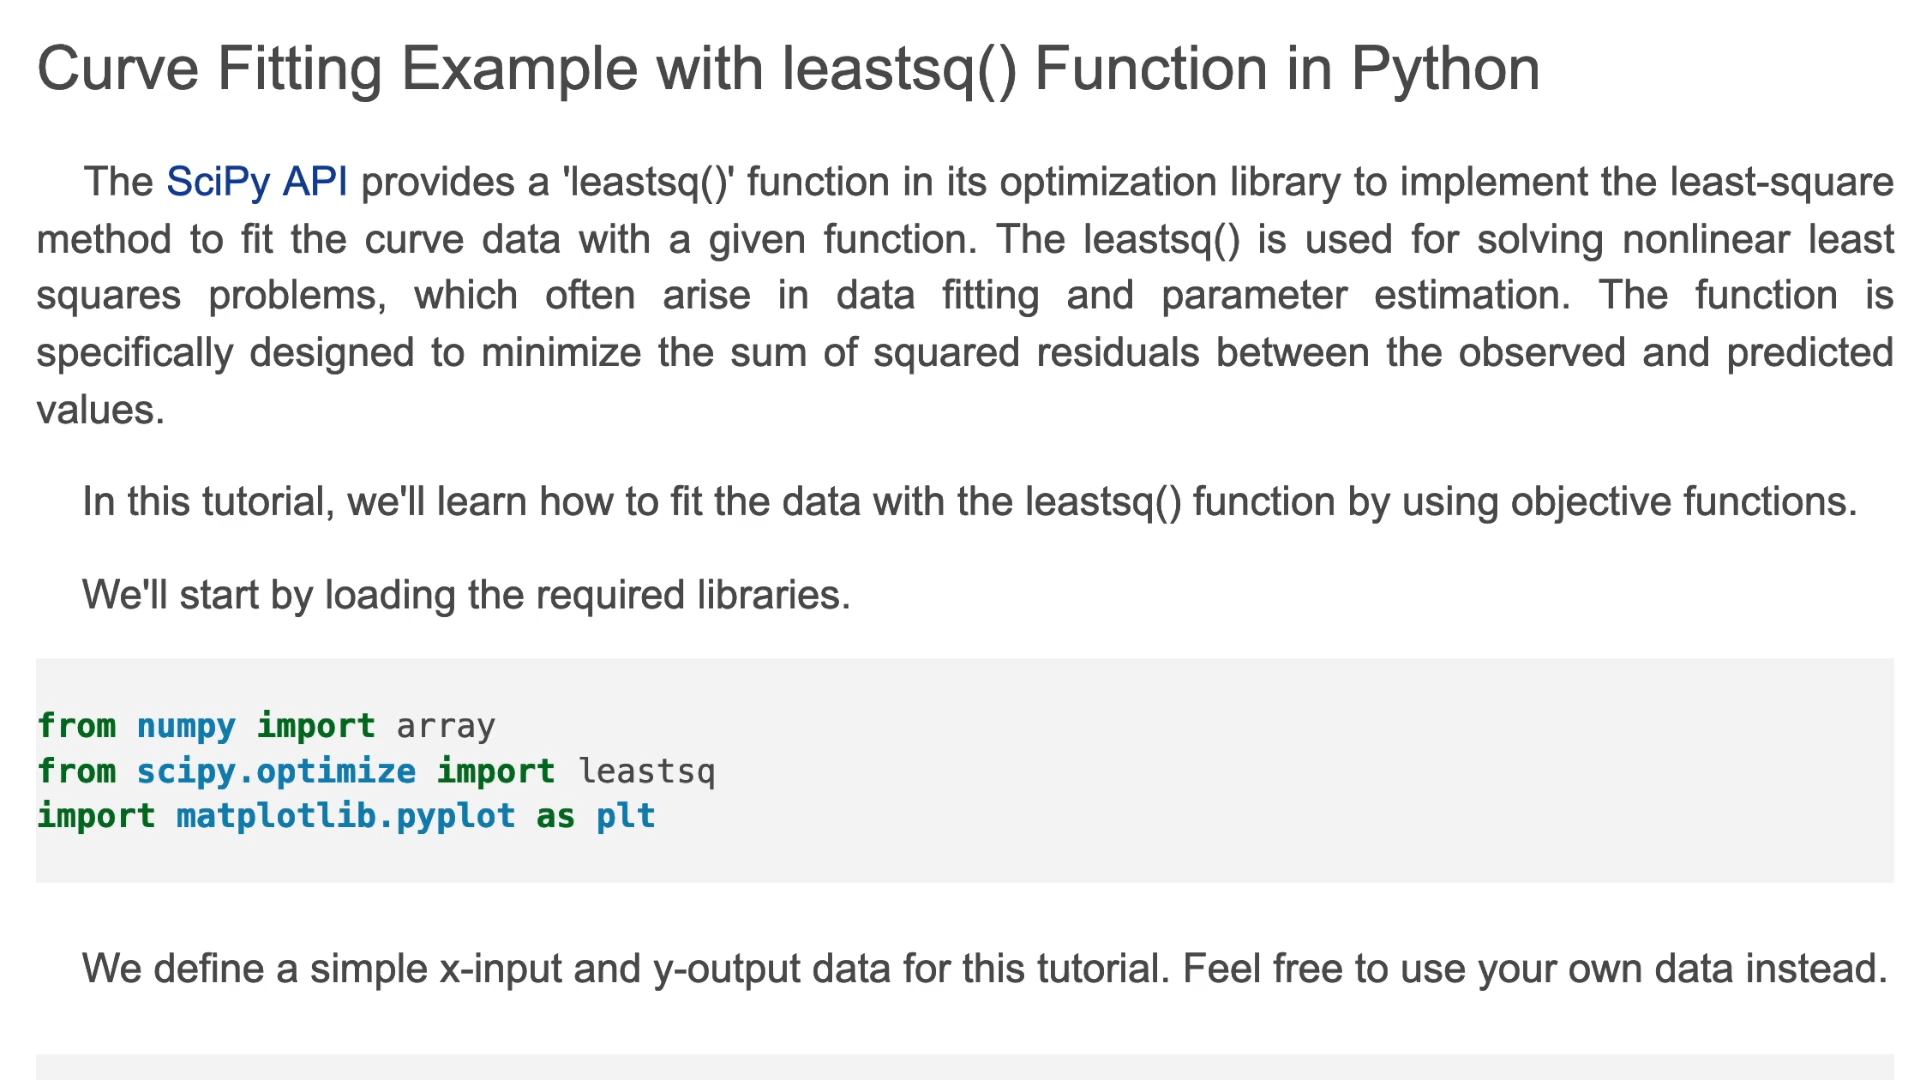 Curve Fitting Example with leastsq() Function in Python
The SciPy API provides a 'leastsq()' function in its optimization library to implement the least-square
method to fit the curve data with a given function. The leastsq() is used for solving nonlinear least
squares problems, which often arise in data fitting and parameter estimation. The function is
specifically designed to minimize the sum of squared residuals between the observed and predicted
values.
In this tutorial, we'll learn how to fit the data with the leastsq() function by using objective functions.
We'll start by loading the required libraries.
from numpy import array
from scipy.optimize import leastsq
import matplotlib.pyplot as plt
We define a simple x-input and y-output data for this tutorial. Feel free to use your own data instead.